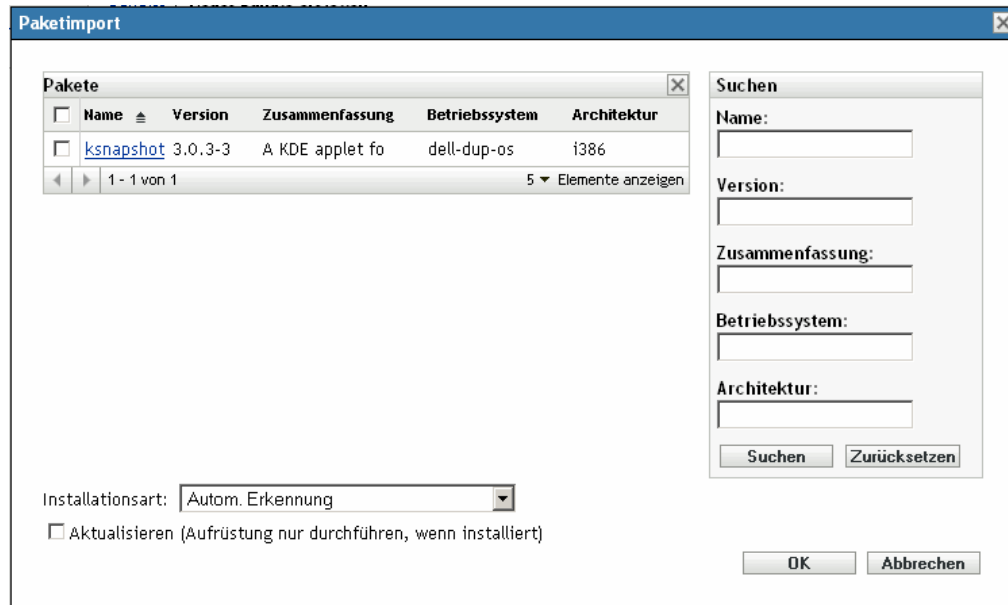 Paketimport
Pakete
Name Version Zusammenfassung Betriebssystem Architektur
ksnapshot 3.0.3-3 A KDE applet fo dell-dup-os i386
1 - 1 von 1 5 Elemente anzeigen
Suchen
Name:
Version:
Zusammenfassung:
Betriebssystem:
Architektur:
Suchen Zurücksetzen
Installationsart: Autom. Erkennung
Aktualisieren (Aufrüstung nur durchführen, wenn installiert)
OK Abbrechen